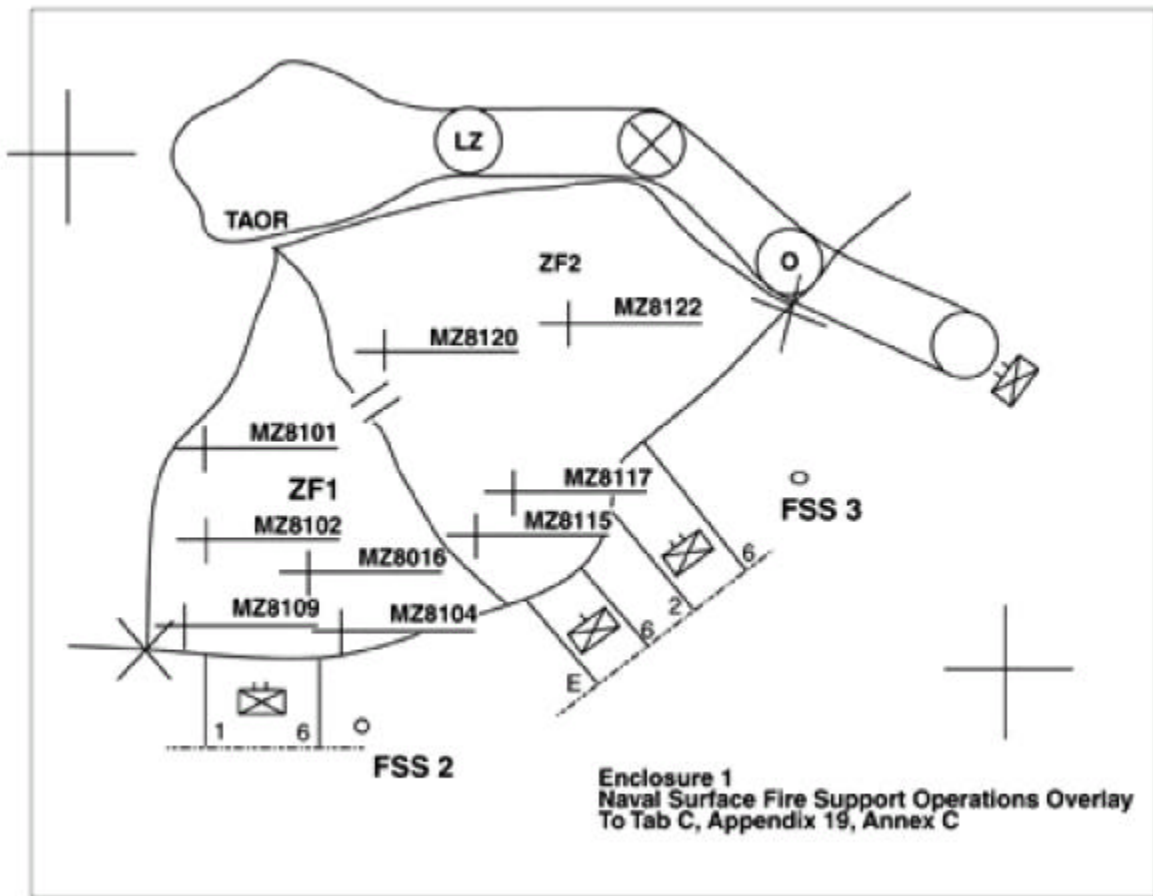 LZ
TAOR
O
ZF2
MZ8122
MZ8120
MZ8101
MZ8117
ZF1
FSS 3
MZ8102
MZ8115
MZ8016
6
MZ8109
MZ8104
2
6
E
1
6
FSS 2
Enclosure 1
Naval Surface Fire Support Operations Overlay
To Tab C, Appendix 19, Annex C